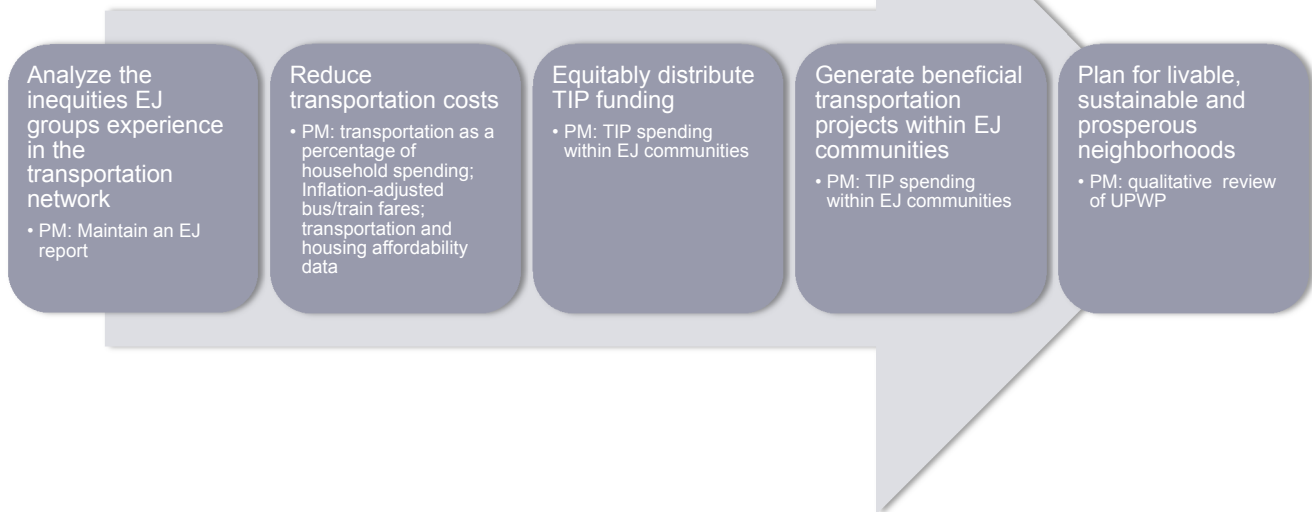 Analyze the
inequities EJ
groups experience
in the
transportation
network
• PM: Maintain an EJ
report
Reduce
transportation costs
• PM: transportation as a
percentage of
household spending;
Inflation-adjusted
bus/train fares;
transportation and
housing affordability
data
Equitably distribute
TIP funding
• PM: TIP spending
within EJ communities
Generate beneficial
transportation
projects within EJ
communities
• PM: TIP spending
within EJ communities
Plan for livable,
sustainable and
prosperous
neighborhoods
• PM: qualitative review
of UPWP